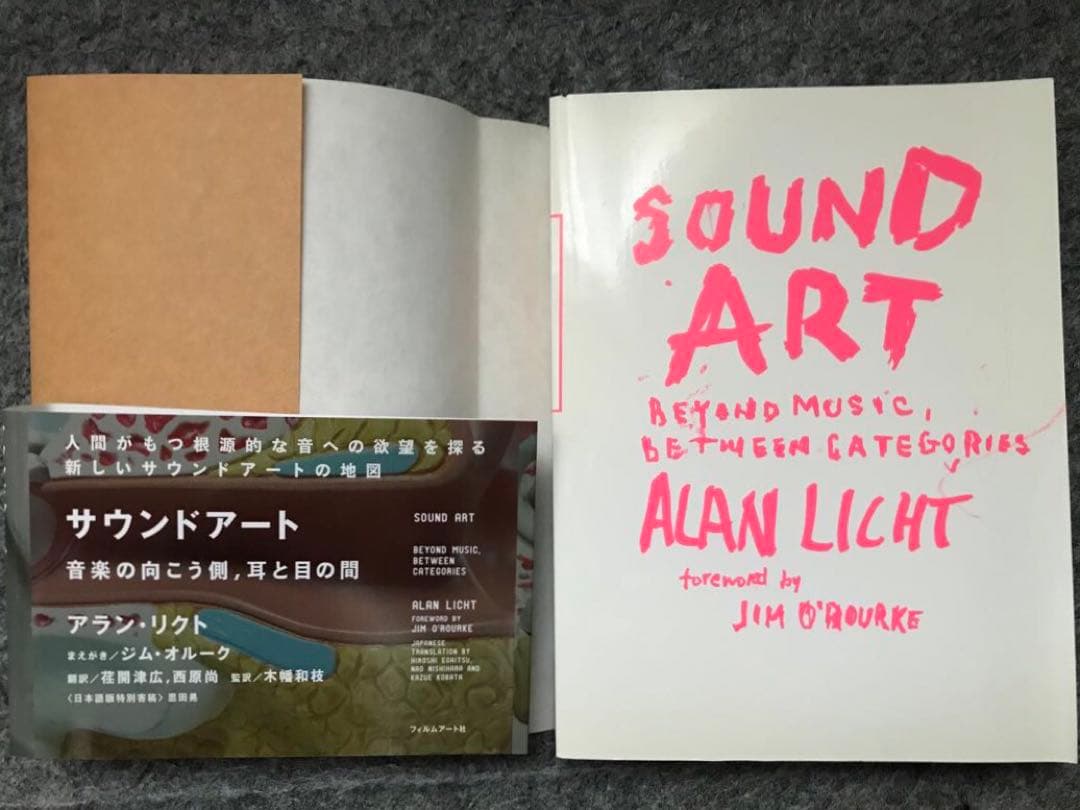 人間がもつ根源的な音への欲望を探る
新しいサウンドアートの地図
サウンドアート
音楽の向こう側,耳と目の間
アラン・リクト
まえがき／ジム・オルーク
翻訳／荏開津広,西原尚 監訳／木幡和枝
〈日本語版特別寄稿〉恩田晃
SOUND ART
BEYOND MUSIC,
BETWEEN
CATEGORIES
ALAN LICHT
FOREWORD BY
JIM O'ROURKE
JAPANESE
TRANSLATION BY
HIROSHI EGAITSU,
NAO NISHIHARA AND
KAZUE KOBATA
フィルムアート社
SOUND
ART
BEYOND MUSIC,
BETWEEN CATEGORIES
ALAN LICHT
foreword by
JIM O'ROURKE